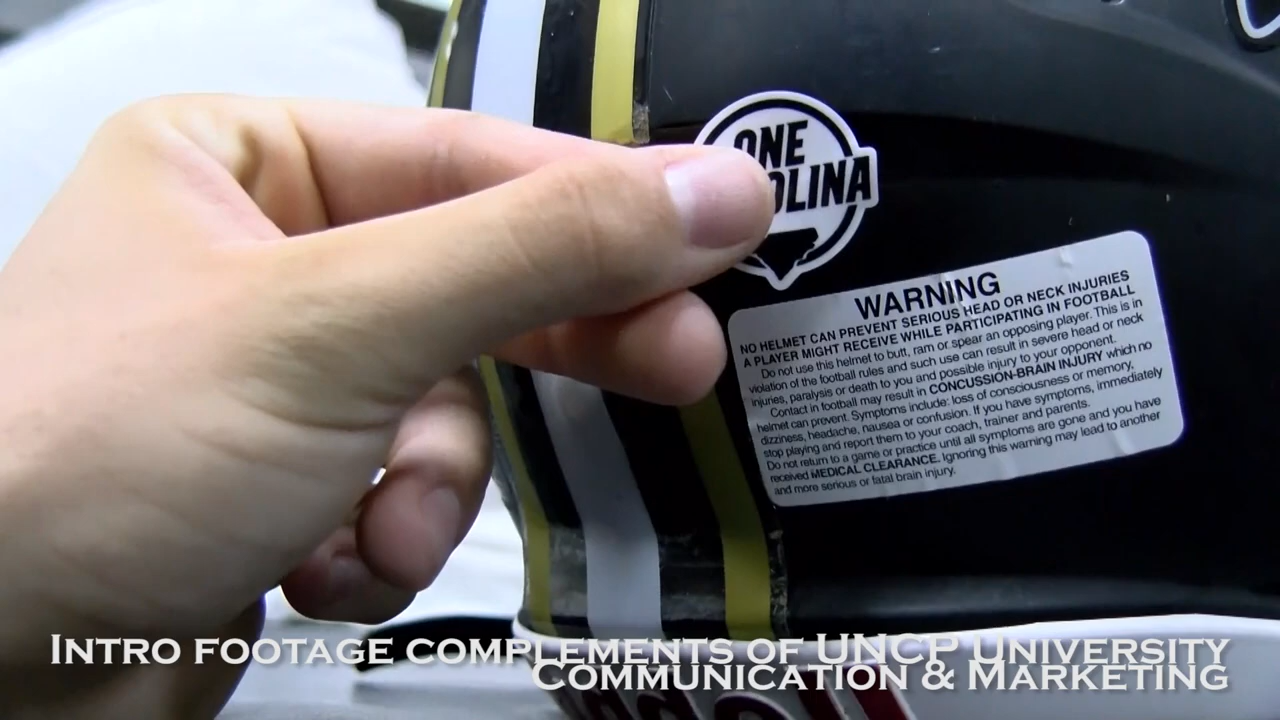 ONE
OLINA
WARNING
NO HELMET CAN PREVENT SERIOUS HEAD OR NECK INJURIES
A PLAYER MIGHT RECEIVE WHILE PARTICIPATING IN FOOTBALL
Do not use this helmet to butt, ram or spear an opposing player. This is in
violation of the football rules and such use can result in severe head or neck
injuries, paralysis or death to you and possible injury to your opponent.
Contact in football may result in CONCUSSION-BRAIN INJURY which no
helmet can prevent. Symptoms include: loss of consciousness or memory,
dizziness, headache, nausea or confusion. If you have symptoms, immediately
stop playing and report them to your coach, trainer and parents.
Do not return to a game or practice until all symptoms are gone and you have
received MEDICAL CLEARANCE. Ignoring this warning may lead to another
and more serious or fatal brain injury.
INTRO FOOTAGE COMPLEMENTS OF UNCP UNIVERSITY
COMMUNICATION & MARKETING